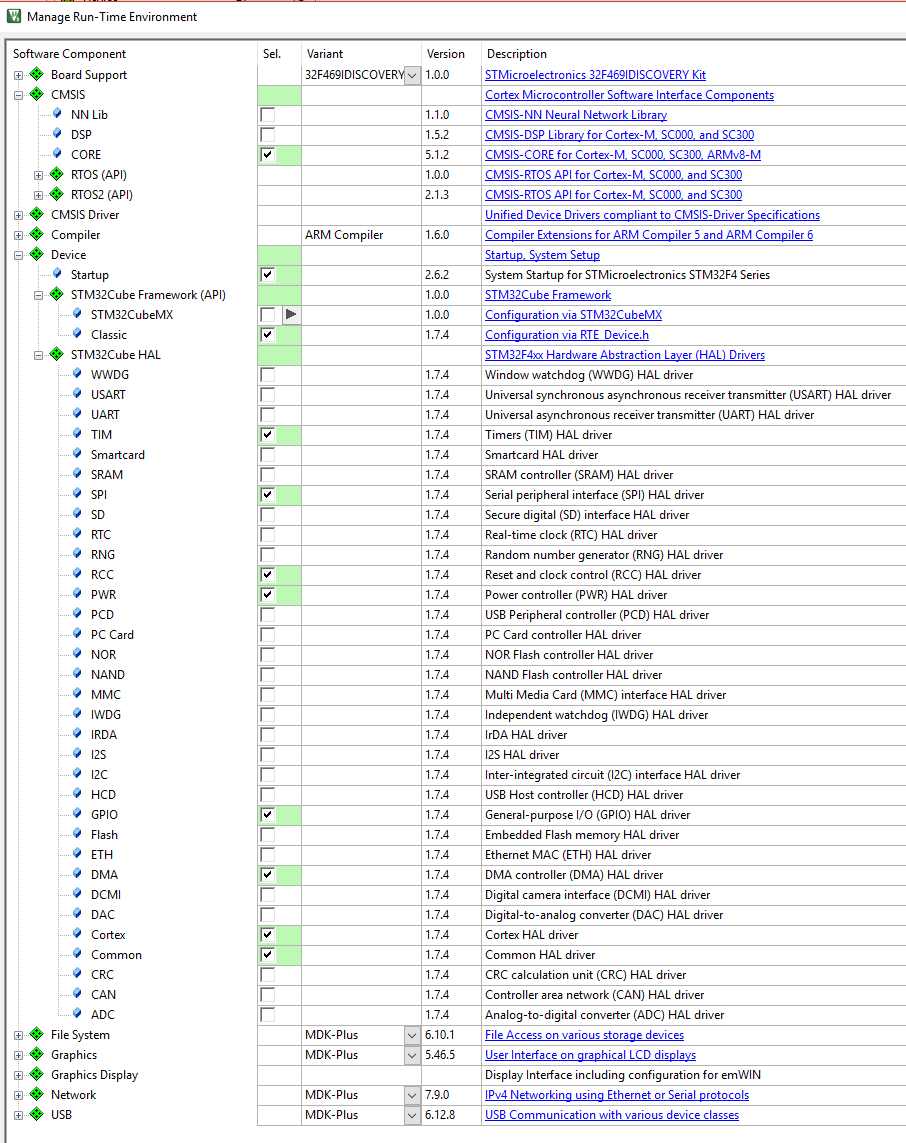 Manage Run-Time Environment
Software Component Sel. Variant Version Description
Board Support 32F469IDISCOVERY 1.0.0 STMicroelectronics 32F469IDISCOVERY Kit
CMSIS Cortex Microcontroller Software Interface Components
NN Lib 1.1.0 CMSIS-NN Neural Network Library
DSP 1.5.2 CMSIS-DSP Library for Cortex-M, SC000, and SC300
CORE 5.1.2 CMSIS-CORE for Cortex-M, SC000, SC300, ARMv8-M
RTOS (API) 1.0.0 CMSIS-RTOS API for Cortex-M, SC000, and SC300
RTOS2 (API) 2.1.3 CMSIS-RTOS API for Cortex-M, SC000, and SC300
CMSIS Driver Unified Device Drivers compliant to CMSIS-Driver Specifications
Compiler ARM Compiler 1.6.0 Compiler Extensions for ARM Compiler 5 and ARM Compiler 6
Device Startup, System Setup
Startup 2.6.2 System Startup for STMicroelectronics STM32F4 Series
STM32Cube Framework (API) 1.0.0 STM32Cube Framework
STM32CubeMX 1.0.0 Configuration via STM32CubeMX
Classic 1.7.4 Configuration via RTE_Device.h
STM32Cube HAL STM32F4xx Hardware Abstraction Layer (HAL) Drivers
WWDG 1.7.4 Window watchdog (WWDG) HAL driver
USART 1.7.4 Universal synchronous asynchronous receiver transmitter (USART) HAL driver
UART 1.7.4 Universal asynchronous receiver transmitter (UART) HAL driver
TIM 1.7.4 Timers (TIM) HAL driver
Smartcard 1.7.4 Smartcard HAL driver
SRAM 1.7.4 SRAM controller (SRAM) HAL driver
SPI 1.7.4 Serial peripheral interface (SPI) HAL driver
SD 1.7.4 Secure digital (SD) interface HAL driver
RTC 1.7.4 Real-time clock (RTC) HAL driver
RNG 1.7.4 Random number generator (RNG) HAL driver
RCC 1.7.4 Reset and clock control (RCC) HAL driver
PWR 1.7.4 Power controller (PWR) HAL driver
PCD 1.7.4 USB Peripheral controller (PCD) HAL driver
PC Card 1.7.4 PC Card controller HAL driver
NOR 1.7.4 NOR Flash controller HAL driver
NAND 1.7.4 NAND Flash controller HAL driver
MMC 1.7.4 Multi Media Card (MMC) interface HAL driver
IWDG 1.7.4 Independent watchdog (IWDG) HAL driver
IRDA 1.7.4 IrDA HAL driver
I2S 1.7.4 I2S HAL driver
I2C 1.7.4 Inter-integrated circuit (I2C) interface HAL driver
HCD 1.7.4 USB Host controller (HCD) HAL driver
GPIO 1.7.4 General-purpose I/O (GPIO) HAL driver
Flash 1.7.4 Embedded Flash memory HAL driver
ETH 1.7.4 Ethernet MAC (ETH) HAL driver
DMA 1.7.4 DMA controller (DMA) HAL driver
DCMI 1.7.4 Digital camera interface (DCMI) HAL driver
DAC 1.7.4 Digital-to-analog converter (DAC) HAL driver
Cortex 1.7.4 Cortex HAL driver
Common 1.7.4 Common HAL driver
CRC 1.7.4 CRC calculation unit (CRC) HAL driver
CAN 1.7.4 Controller area network (CAN) HAL driver
ADC 1.7.4 Analog-to-digital converter (ADC) HAL driver
File System MDK-Plus 6.10.1 File Access on various storage devices
Graphics MDK-Plus 5.46.5 User Interface on graphical LCD displays
Graphics Display Display Interface including configuration for emWIN
Network MDK-Plus 7.9.0 IPv4 Networking using Ethernet or Serial protocols
USB MDK-Plus 6.12.8 USB Communication with various device classes